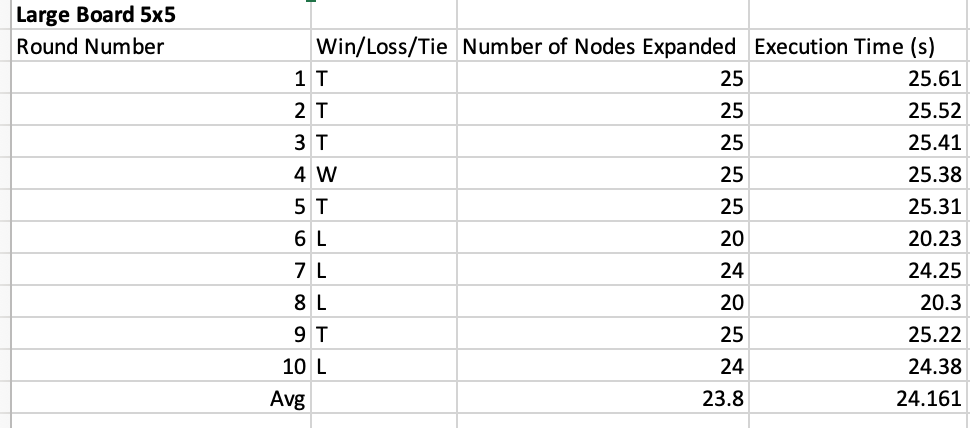 Large Board 5x5
Round Number Win/Loss/Tie Number of Nodes Expanded Execution Time (s)
1 T 25 25.61
2 T 25 25.52
3 T 25 25.41
4 W 25 25.38
5 T 25 25.31
6 L 20 20.23
7 L 24 24.25
8 L 20 20.3
9 T 25 25.22
10 L 24 24.38
Avg 23.8 24.161